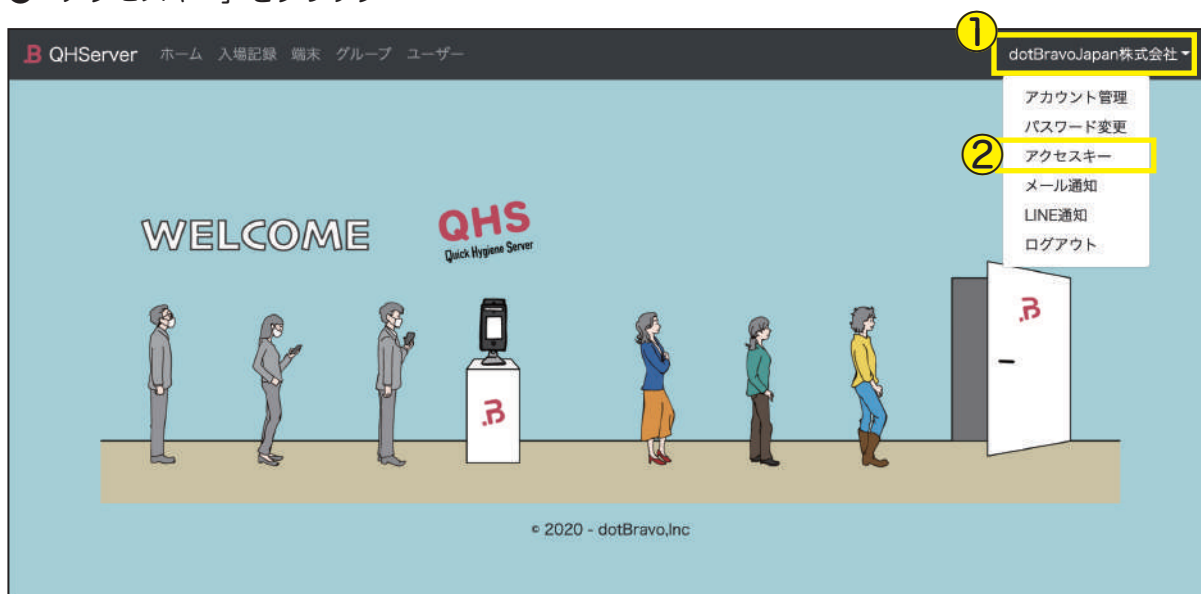 QHServer ホーム 入場記録 端末 グループ ユーザー
① dotBravoJapan株式会社
アカウント管理
パスワード変更
② アクセスキー
メール通知
LINE通知
ログアウト
WELCOME
QHS
Quick Hygiene Server
.B
.B
© 2020 - dotBravo,Inc